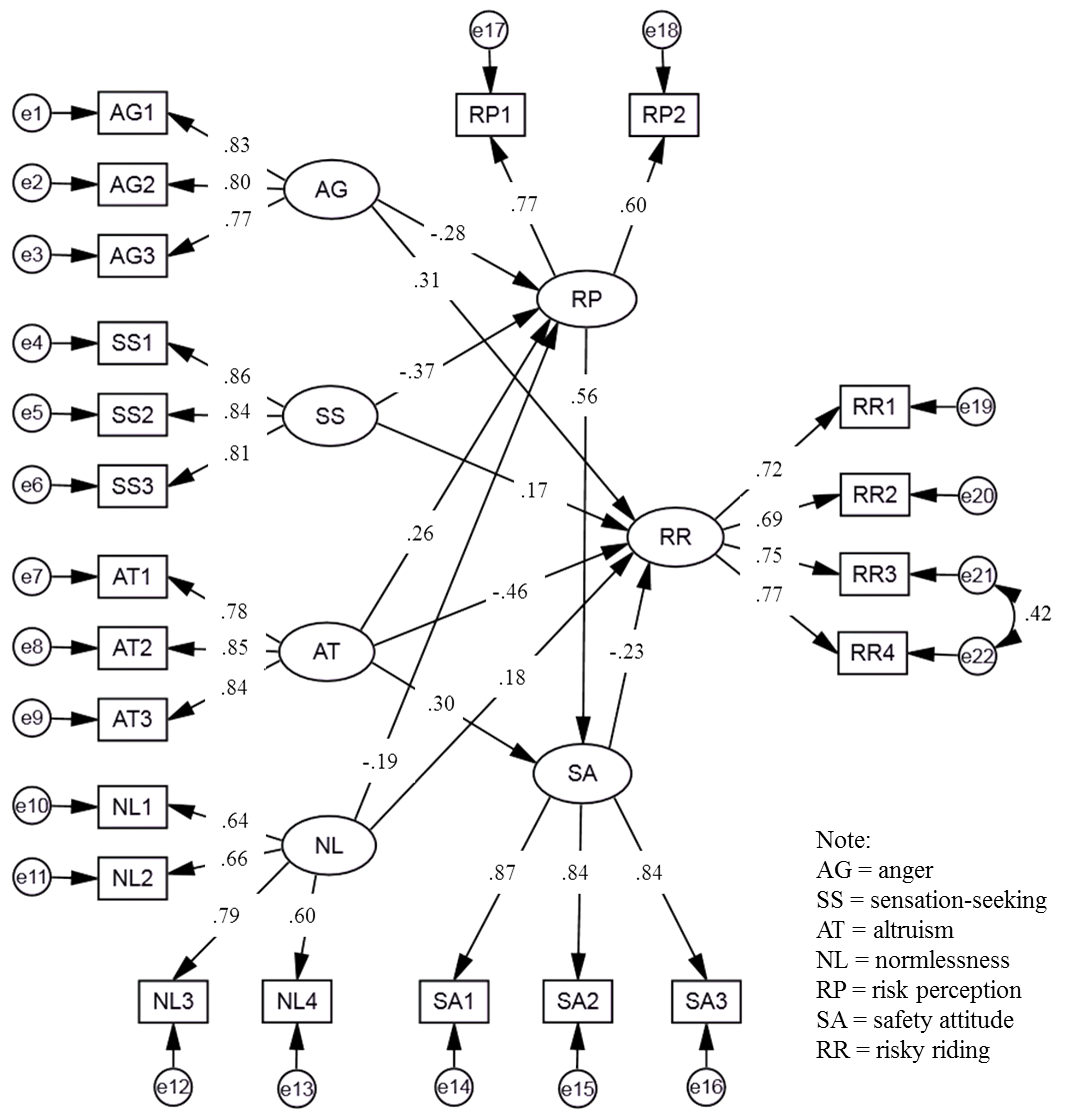 e17 e18
RP1 RP2
e1 AG1
.83
e2 AG2 .80 AG
.77 .77 .60
e3 AG3
-.28
.31
RP
e4 SS1
.86 -.37
.56
e5 SS2 .84 SS
RR1 e19
.81
e6 SS3
.72
.17
RR2 e20
.69
.26
RR
.75
e7 AT1
RR3 e21
-.46
.77
.78
.42
e8 AT2 .85 AT
-.23
RR4 e22
.18
.84
.30
e9 AT3
-.19
SA
e10 NL1
.64
NL
.66
e11 NL2
.87 .84 .84
.79 .60
NL3 NL4 SA1 SA2 SA3
e12 e13 e14 e15 e16
Note:
AG = anger
SS = sensation-seeking
AT = altruism
NL = normlessness
RP = risk perception
SA = safety attitude
RR = risky riding